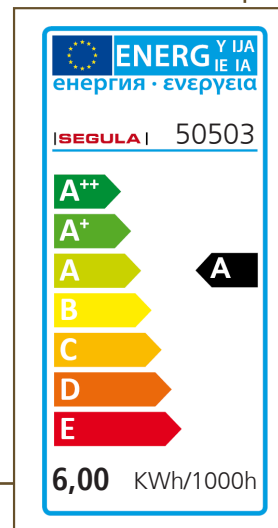 ENERG Y IJA
IE IA
енергия · ενεργεια
SEGULA 50503
A++
A+
A A
B
C
D
E
6,00 KWh/1000h